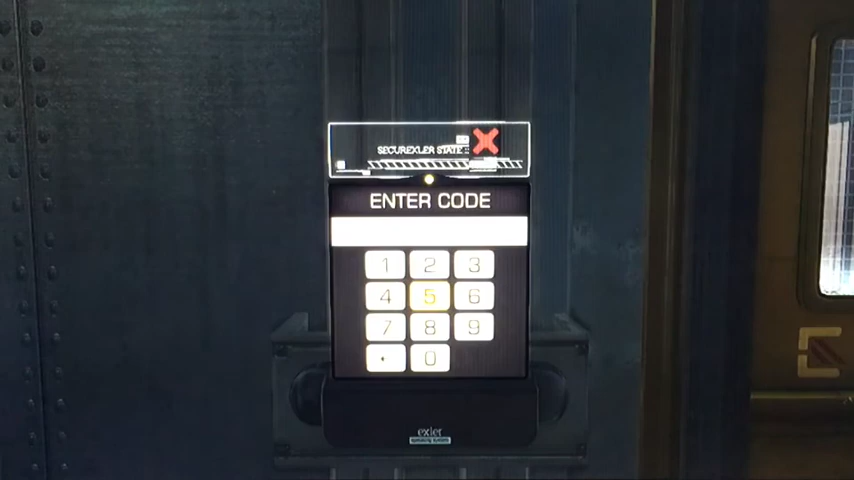 SECUREXLER STATE
ENTER CODE
1 2 3
4 5 6
7 8 9
. 0
exler